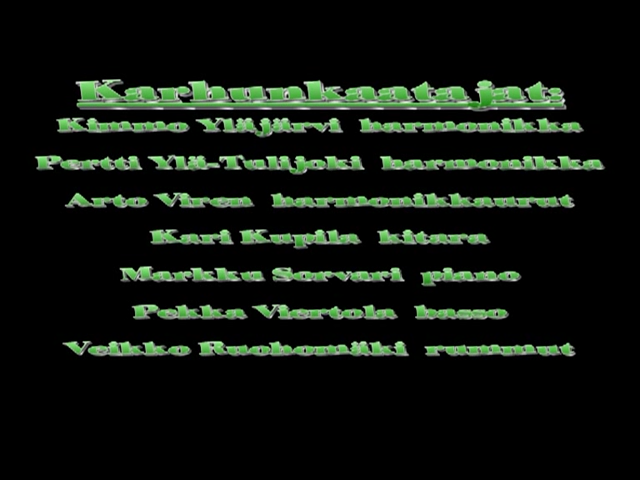 Karhunkaatajat:
Kimmo Yläjärvi harmonikka
Pertti Ylä-Tulijoki harmonikka
Arto Viren harmonikkaurut
Kari Kupila kitara
Markku Sorvari piano
Pekka Viertola basso
Veikko Ruohomäki rummut